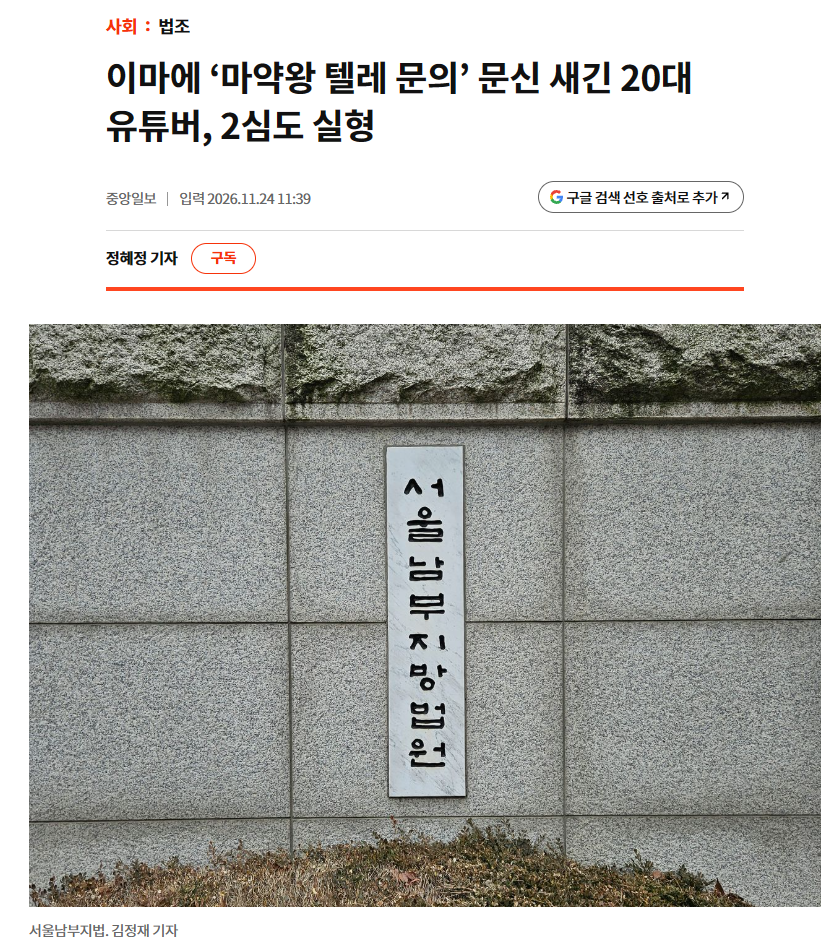 사회 : 법조
이마에 ‘마약왕 텔레 문의’ 문신 새긴 20대
유튜버, 2심도 실형
중앙일보 | 입력 2026.11.24 11:39
구글 검색 선호 출처로 추가
정혜정 기자
구독
서울남부지방법원
서울남부지법. 김정재 기자